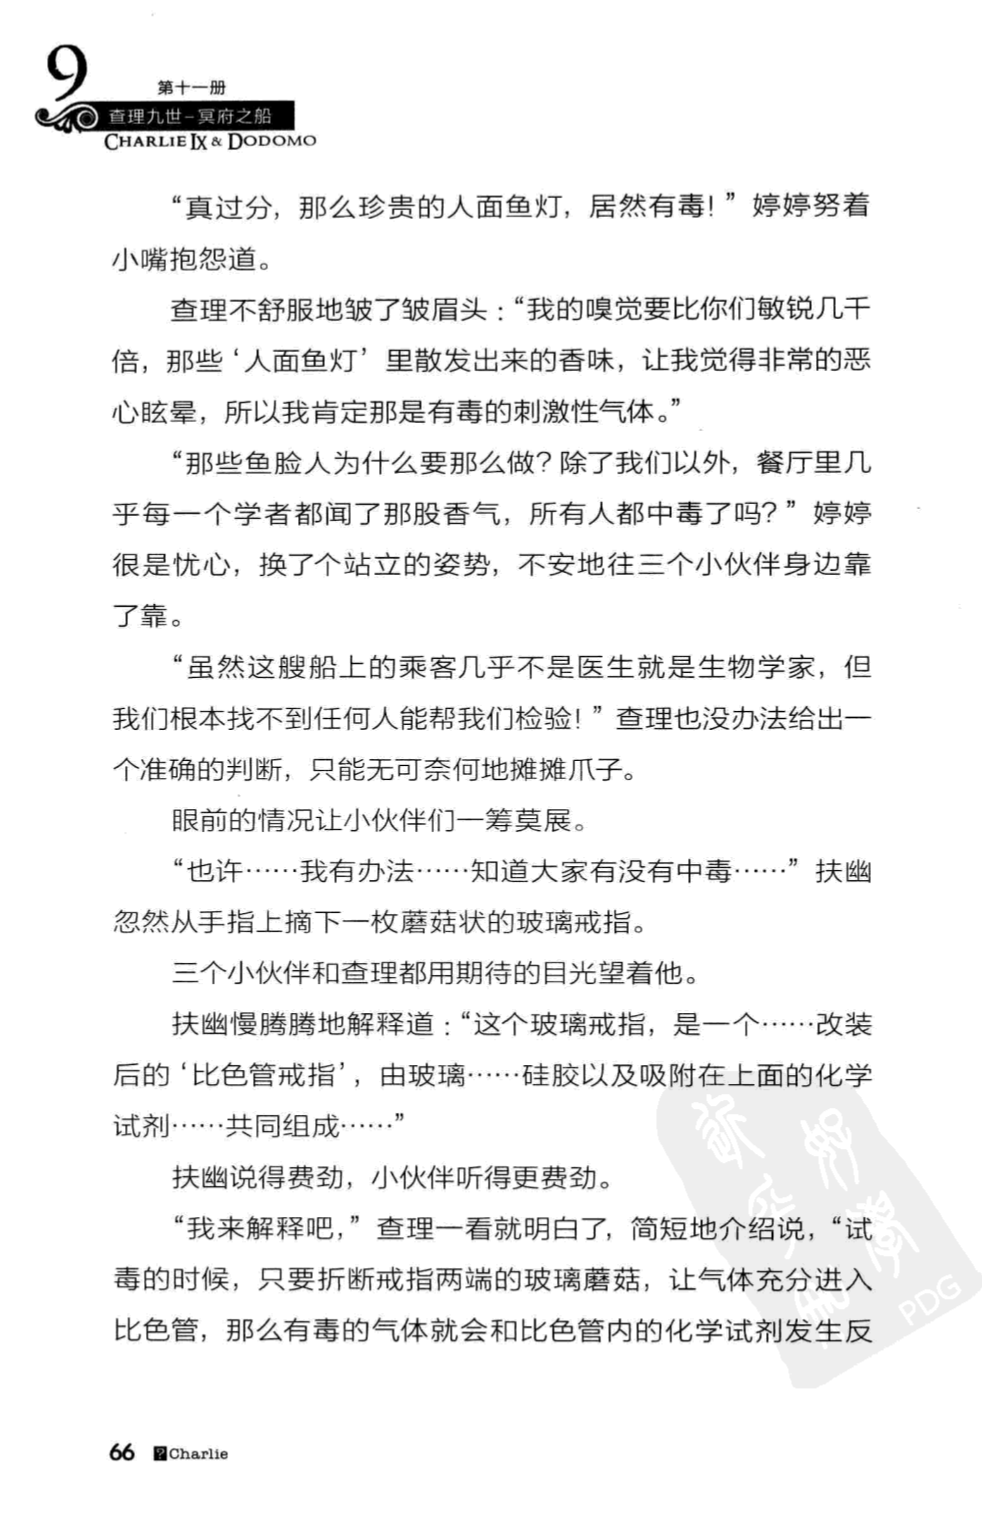 9
第十一册
查理九世-冥府之船
CHARLIE IX & DODOMO
“真过分，那么珍贵的人面鱼灯，居然有毒！”婷婷努着
小嘴抱怨道。
查理不舒服地皱了皱眉头：“我的嗅觉要比你们敏锐几千
倍，那些‘人面鱼灯’里散发出来的香味，让我觉得非常的恶
心眩晕，所以我肯定那是有毒的刺激性气体。”
“那些鱼脸人为什么要那么做？除了我们以外，餐厅里几
乎每一个学者都闻了那股香气，所有人都中毒了吗？”婷婷
很是忧心，换了个站立的姿势，不安地往三个小伙伴身边靠
了靠。
“虽然这艘船上的乘客几乎不是医生就是生物学家，但
我们根本找不到任何人能帮我们检验！”查理也没办法给出一
个准确的判断，只能无可奈何地摊摊爪子。
眼前的情况让小伙伴们一筹莫展。
“也许……我有办法……知道大家有没有中毒……”扶幽
忽然从手指上摘下一枚蘑菇状的玻璃戒指。
三个小伙伴和查理都用期待的目光望着他。
扶幽慢腾腾地解释道：“这个玻璃戒指，是一个……改装
后的‘比色管戒指’，由玻璃……硅胶以及吸附在上面的化学
试剂……共同组成……”
扶幽说得费劲，小伙伴听得更费劲。
“我来解释吧，”查理一看就明白了，简短地介绍说，“试
毒的时候，只要折断戒指两端的玻璃蘑菇，让气体充分进入
比色管，那么有毒的气体就会和比色管内的化学试剂发生反
PDG
66 ?Charlie